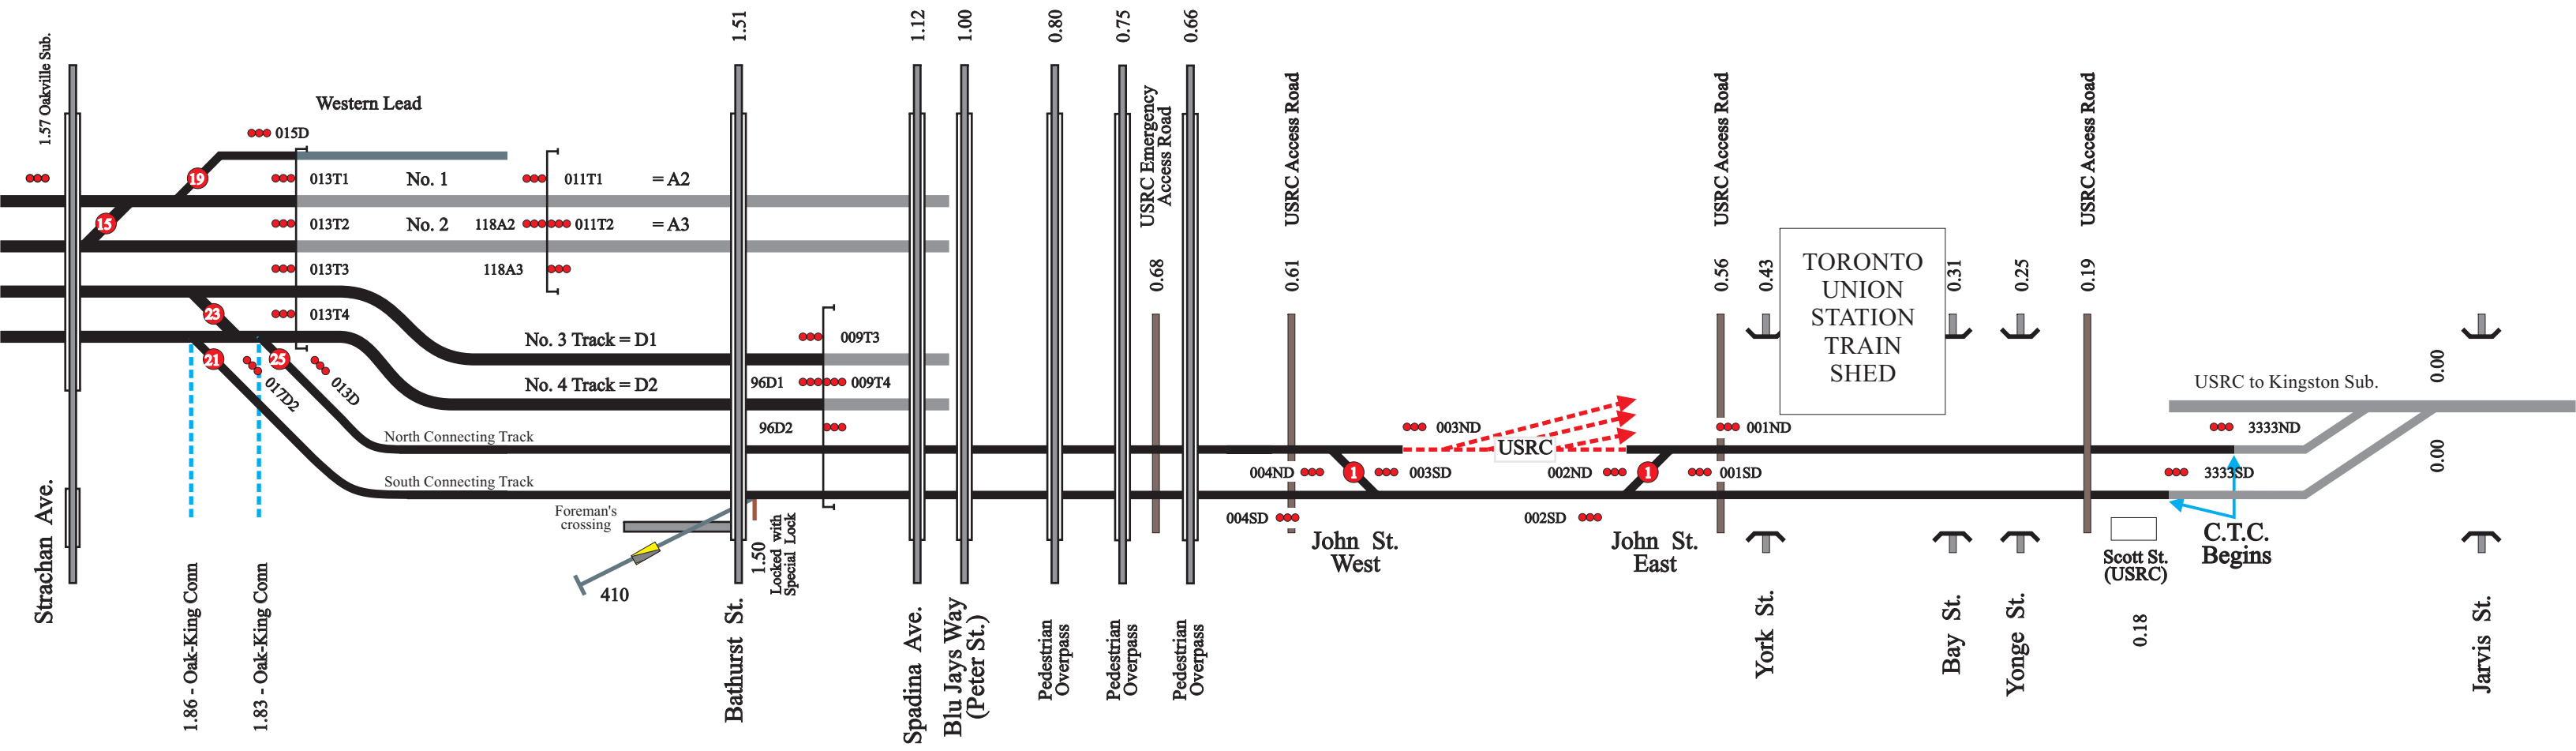 1.57 Oakville Sub.
Strachan Ave.
Western Lead
015D
19
013T1
No. 1
011T1
= A2
15
013T2
No. 2
118A2
011T2
= A3
013T3
118A3
23
013T4
No. 3 Track = D1
009T3
21
25
017D2
013D
No. 4 Track = D2
96D1
009T4
96D2
North Connecting Track
South Connecting Track
1.86 - Oak-King Conn
1.83 - Oak-King Conn
Foreman's
crossing
410
1.51
Bathurst St.
1.50
Locked with
Special Lock
1.12
Spadina Ave.
1.00
Blu Jays Way
(Peter St.)
0.80
Pedestrian
Overpass
0.75
Pedestrian
Overpass
0.66
Pedestrian
Overpass
USRC Emergency
Access Road
0.68
USRC Access Road
0.61
004ND
004SD
1
003ND
003SD
John St.
West
USRC
002ND
002SD
1
John St.
East
USRC Access Road
0.56
001ND
001SD
0.43
York St.
TORONTO
UNION
STATION
TRAIN
SHED
0.31
Bay St.
0.25
Yonge St.
USRC Access Road
0.19
Scott St.
(USRC)
0.18
3333ND
3333SD
C.T.C.
Begins
USRC to Kingston Sub.
0.00
0.00
Jarvis St.